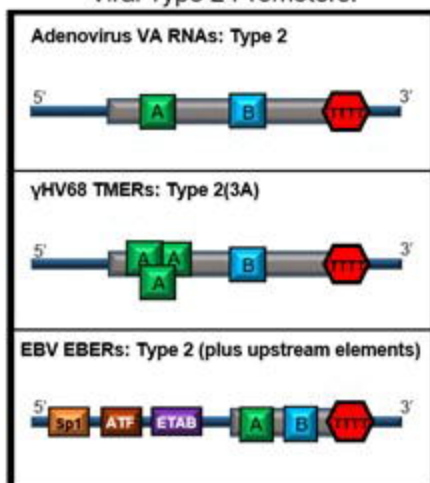 Viral Type 2 Promoters:
Adenovirus VA RNAs: Type 2
5' A B TTTT 3'
γHV68 TMERs: Type 2(3A)
5' A A A B TTTT 3'
EBV EBERs: Type 2 (plus upstream elements)
5' Sp1 ATF ETAB A B TTTT 3'